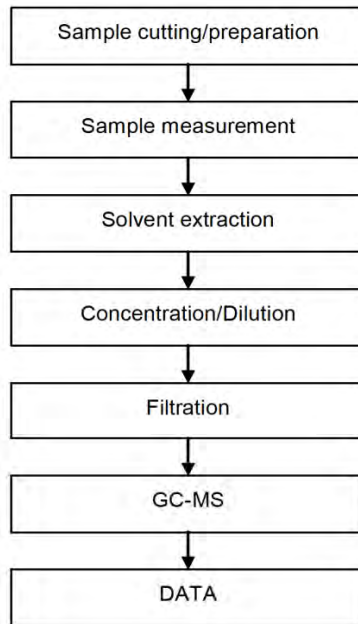 Sample cutting/preparation
Sample measurement
Solvent extraction
Concentration/Dilution
Filtration
GC-MS
DATA